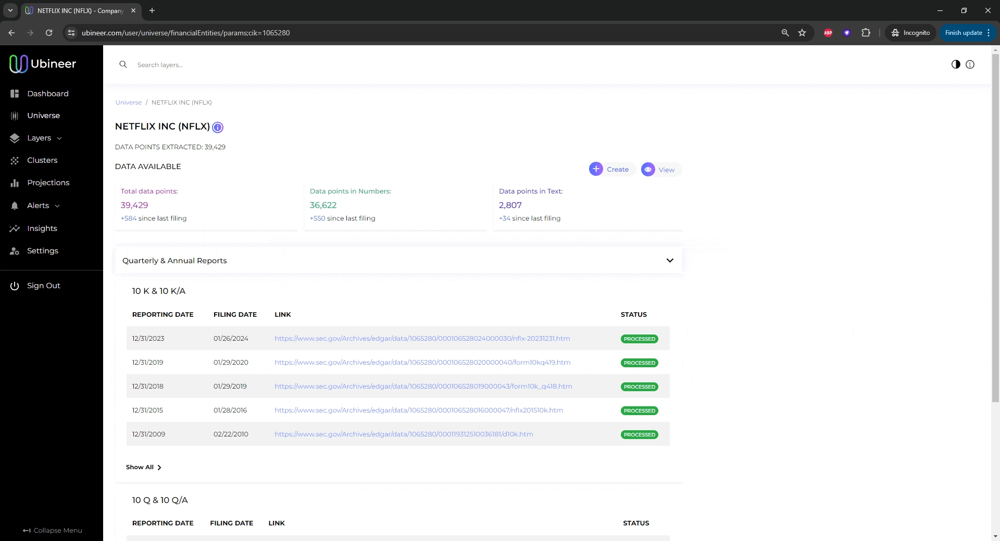 NETFLIX INC (NFLX) - Company
ubineer.com/user/universe/financialEntities/params;cik=1065280
ABP
Incognito
Finish update
Ubineer
Search layers...
Dashboard
Universe
Layers
Clusters
Projections
Alerts
Insights
Settings
Sign Out
Collapse Menu
Universe / NETFLIX INC (NFLX)
NETFLIX INC (NFLX)
DATA POINTS EXTRACTED: 39,429
DATA AVAILABLE
Create
View
Total data points:
39,429
+584 since last filing
Data points in Numbers:
36,622
+550 since last filing
Data points in Text:
2,807
+34 since last filing
Quarterly & Annual Reports
10 K & 10 K/A
REPORTING DATE FILING DATE LINK STATUS
12/31/2023 01/26/2024 https://www.sec.gov/Archives/edgar/data/1065280/000106528024000030/nflx-20231231.htm PROCESSED
12/31/2019 01/29/2020 https://www.sec.gov/Archives/edgar/data/1065280/000106528020000040/form10kq419.htm PROCESSED
12/31/2018 01/29/2019 https://www.sec.gov/Archives/edgar/data/1065280/000106528019000043/form10k_q418.htm PROCESSED
12/31/2015 01/28/2016 https://www.sec.gov/Archives/edgar/data/1065280/000106528016000047/nflx201510k.htm PROCESSED
12/31/2009 02/22/2010 https://www.sec.gov/Archives/edgar/data/1065280/000119312510036181/d10k.htm PROCESSED
Show All
10 Q & 10 Q/A
REPORTING DATE FILING DATE LINK STATUS